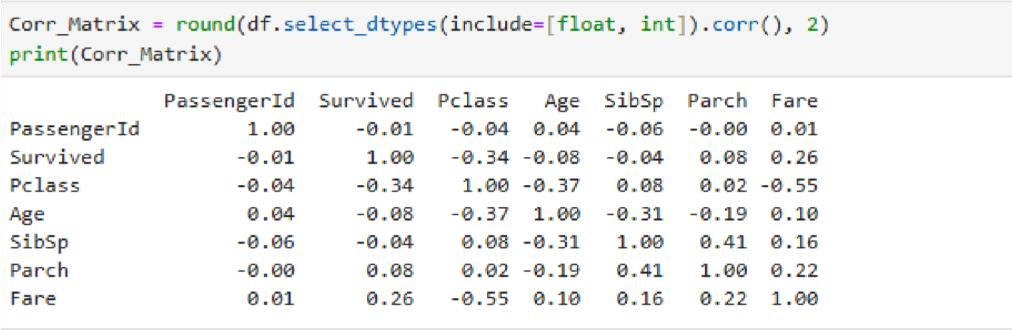 Corr_Matrix = round(df.select_dtypes(include=[float, int]).corr(), 2)
print(Corr_Matrix)
PassengerId Survived Pclass Age SibSp Parch Fare
PassengerId 1.00 -0.01 -0.04 0.04 -0.06 -0.00 0.01
Survived -0.01 1.00 -0.34 -0.08 -0.04 0.08 0.26
Pclass -0.04 -0.34 1.00 -0.37 0.08 0.02 -0.55
Age 0.04 -0.08 -0.37 1.00 -0.31 -0.19 0.10
SibSp -0.06 -0.04 0.08 -0.31 1.00 0.41 0.16
Parch -0.00 0.08 0.02 -0.19 0.41 1.00 0.22
Fare 0.01 0.26 -0.55 0.10 0.16 0.22 1.00